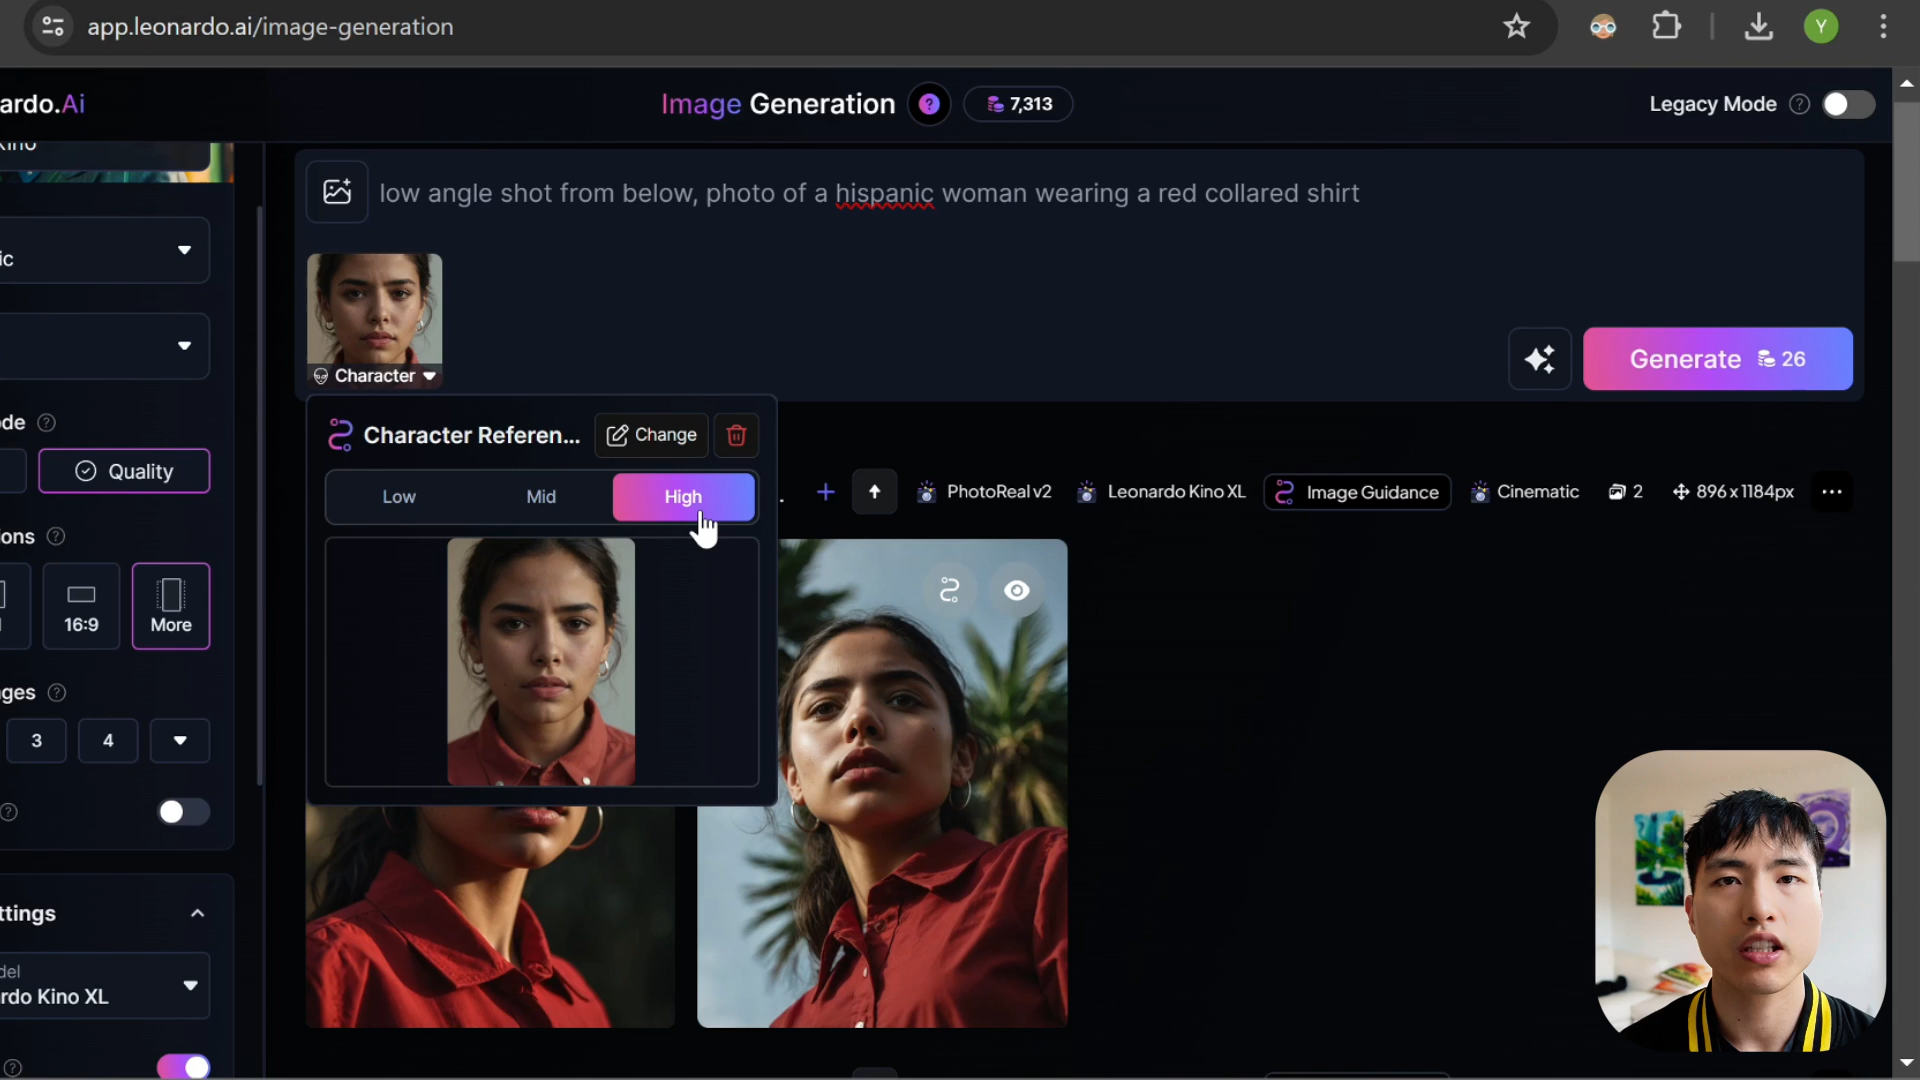 app.leonardo.ai/image-generation
Y
ardo.Ai
Image Generation
?
7,313
Legacy Mode ?
Kino
low angle shot from below, photo of a hispanic woman wearing a red collared shirt
ic
Character
Generate 26
de ?
Quality
Character Referen...
Change
Low Mid High
PhotoReal v2
Leonardo Kino XL
Image Guidance
Cinematic
2
896 x 1184px
ons ?
16:9
More
ges ?
3
4
?
ttings
del
rdo Kino XL
?